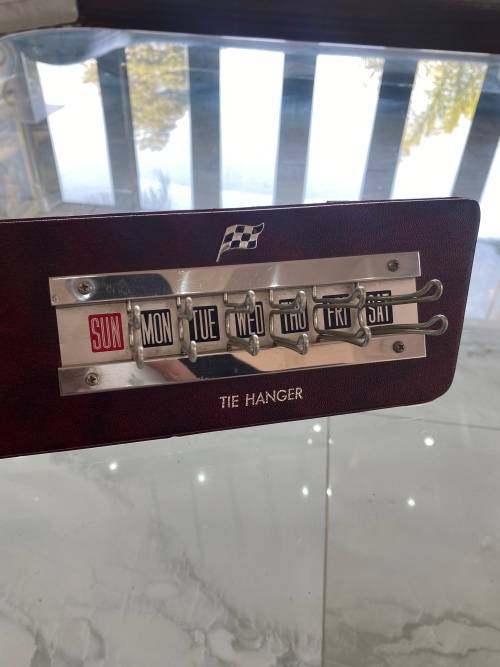 SUN MON TUE WED THU FRI SAT
TIE HANGER